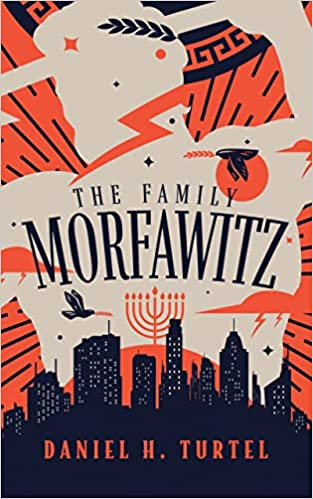 THE FAMILY
MORFAWITZ
DANIEL H. TURTEL